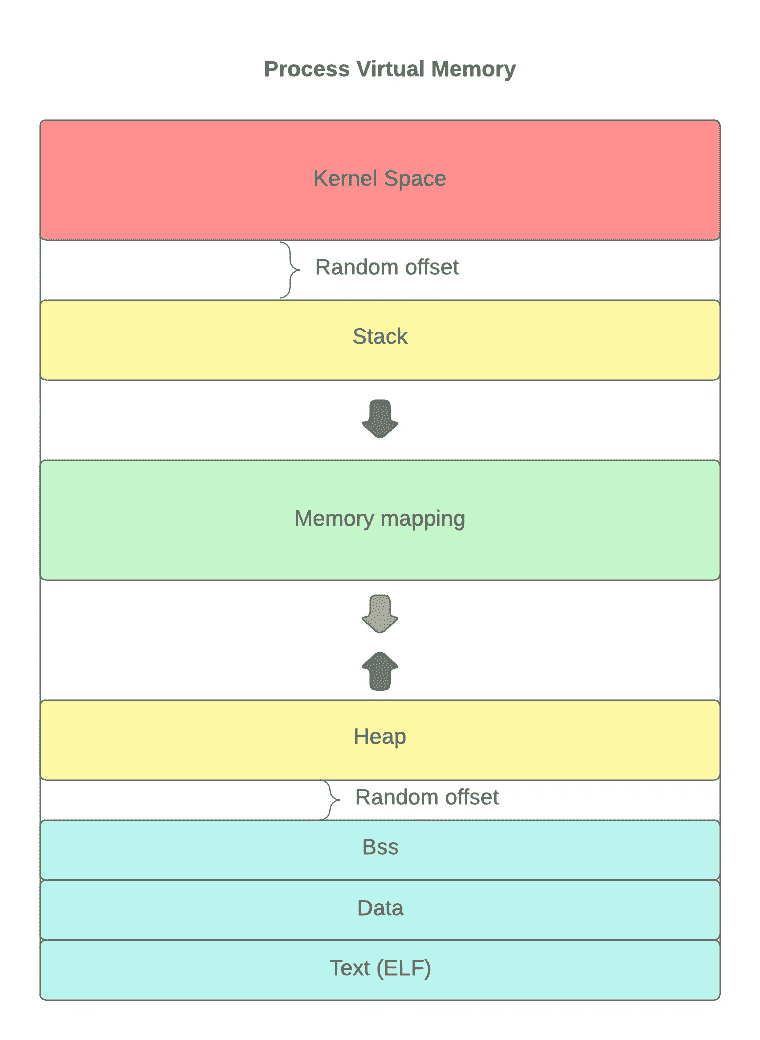 Process Virtual Memory
Kernel Space
Random offset
Stack
Memory mapping
Heap
Random offset
Bss
Data
Text (ELF)